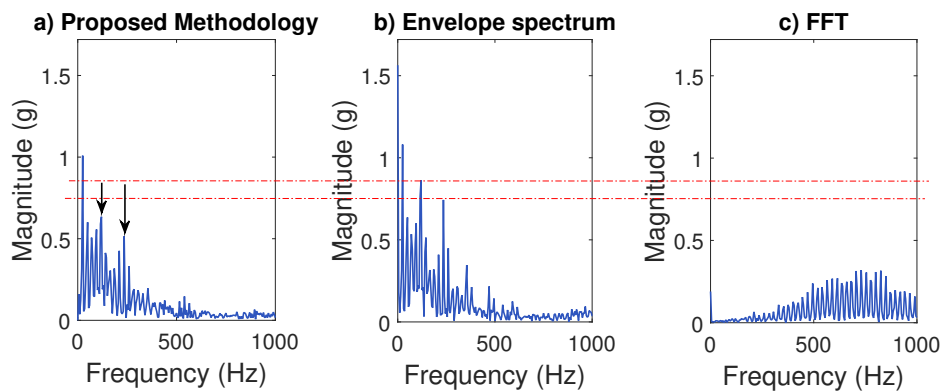 a) Proposed Methodology
b) Envelope spectrum
c) FFT
Magnitude (g)
1.5
1
0.5
0
0
500
1000
Frequency (Hz)
Magnitude (g)
1.5
1
0.5
0
0
500
1000
Frequency (Hz)
Magnitude (g)
1.5
1
0.5
0
0
500
1000
Frequency (Hz)